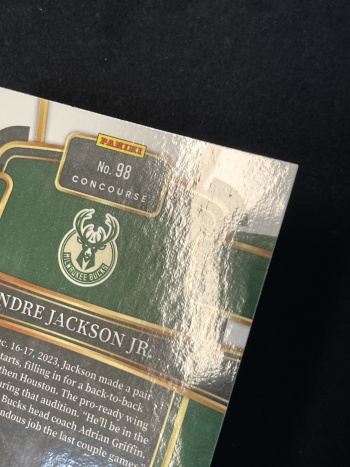 PANINI
No. 98
CONCOURSE
MILWAUKEE BUCKS
NDRE JACKSON JR.
ec. 16-17, 2023, Jackson made a pair
starts, filling in for a back-to-back
then Houston. The pro-ready wing
uring that audition. "He'll be in the
Bucks head coach Adrian Griffin.
ndous job the last couple games."